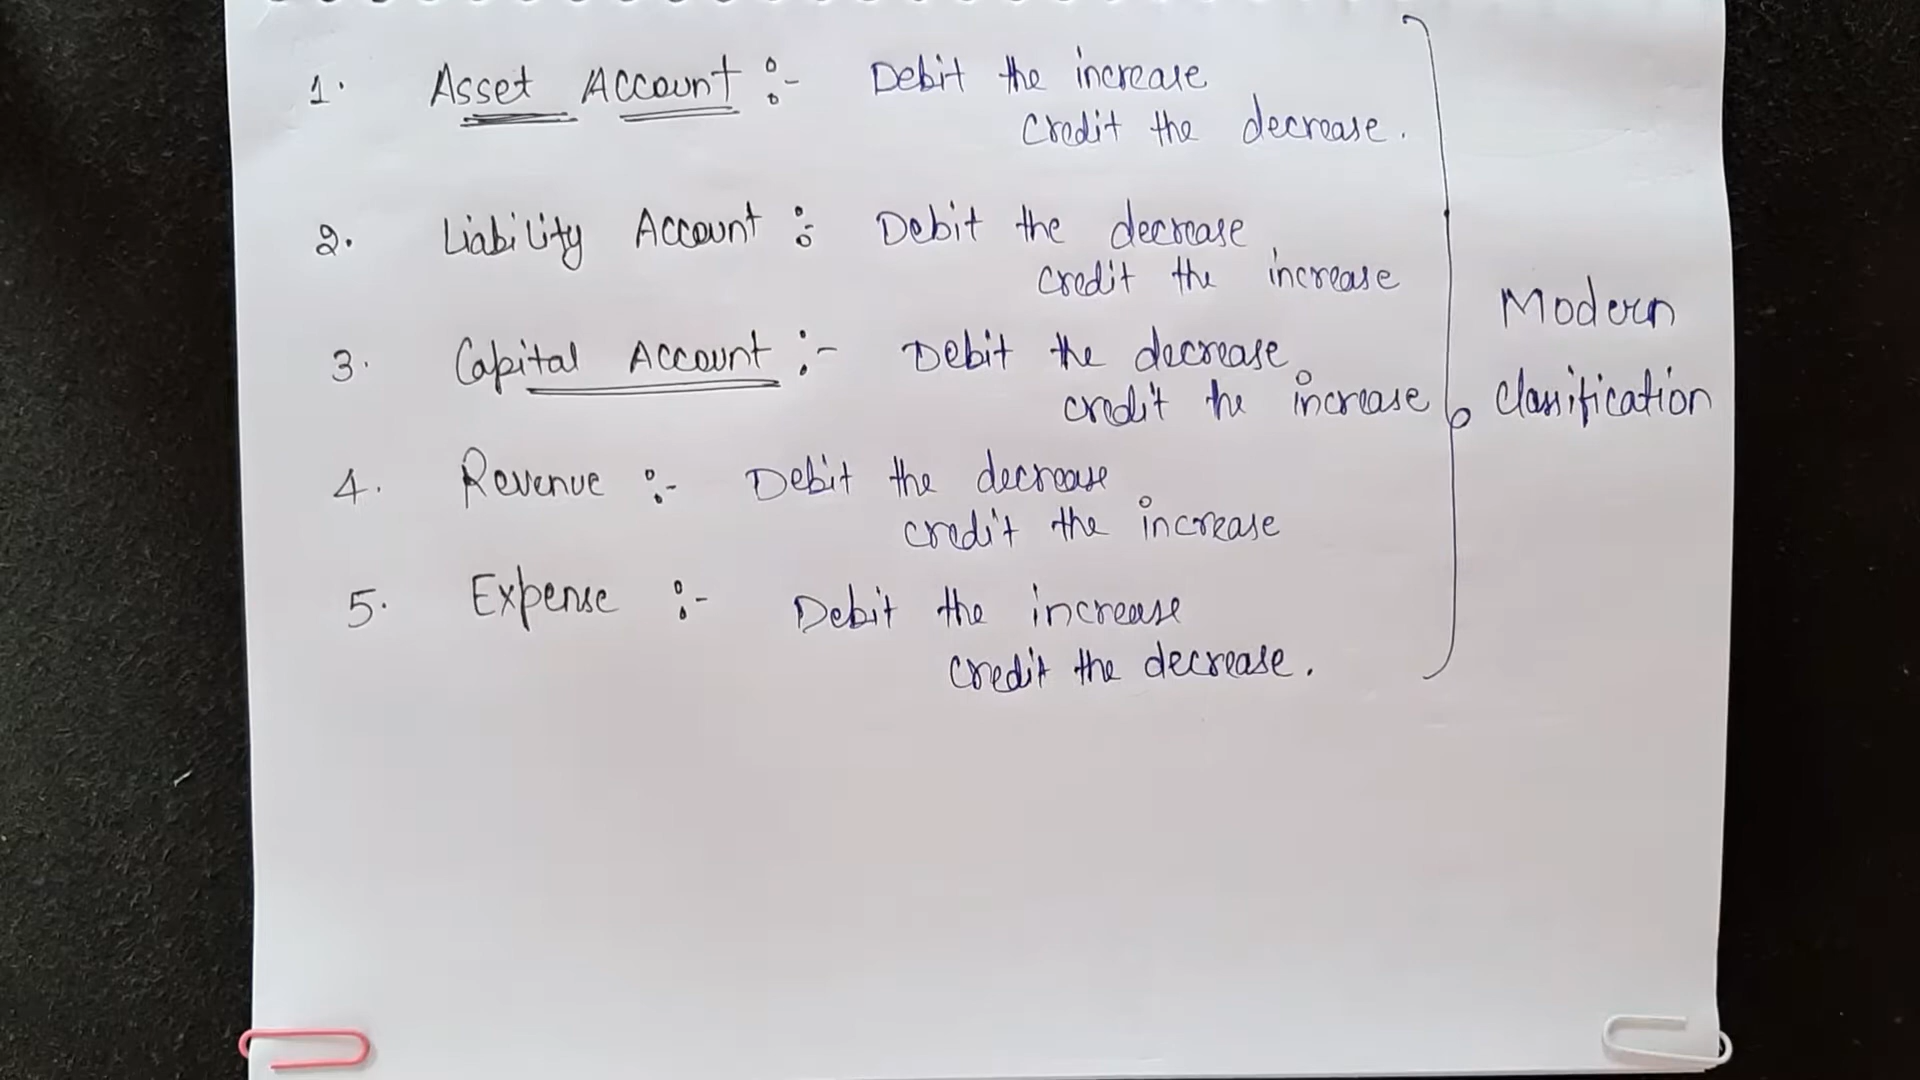 1. Asset Account :- Debit the increase
Credit the decrease.
2. Liability Account : Debit the decrease
credit the increase
3. Capital Account :- Debit the decrease
credit the increase
Modern
classification
4. Revenue :- Debit the decrease
credit the increase
5. Expense :- Debit the increase
credit the decrease.